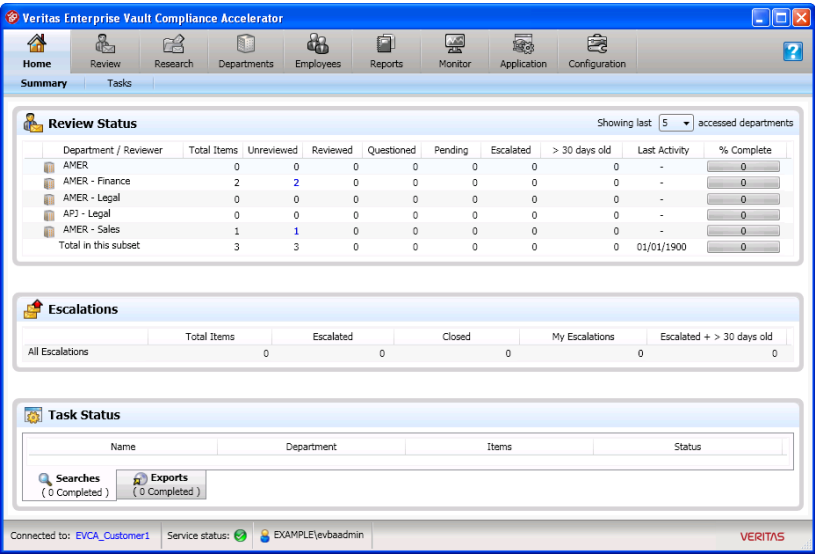 Veritas Enterprise Vault Compliance Accelerator
Home Review Research Departments Employees Reports Monitor Application Configuration ?
Summary Tasks
Review Status Showing last 5 accessed departments
Department / Reviewer Total Items Unreviewed Reviewed Questioned Pending Escalated > 30 days old Last Activity % Complete
AMER 0 0 0 0 0 0 0 - 0
AMER - Finance 2 2 0 0 0 0 0 - 0
AMER - Legal 0 0 0 0 0 0 0 - 0
APJ - Legal 0 0 0 0 0 0 0 - 0
AMER - Sales 1 1 0 0 0 0 0 - 0
Total in this subset 3 3 0 0 0 0 0 01/01/1900 0
Escalations
Total Items Escalated Closed My Escalations Escalated + > 30 days old
All Escalations 0 0 0 0 0
Task Status
Name Department Items Status
Searches Exports
( 0 Completed ) ( 0 Completed )
Connected to: EVCA_Customer1 Service status: EXAMPLE\evbaadmin VERITAS